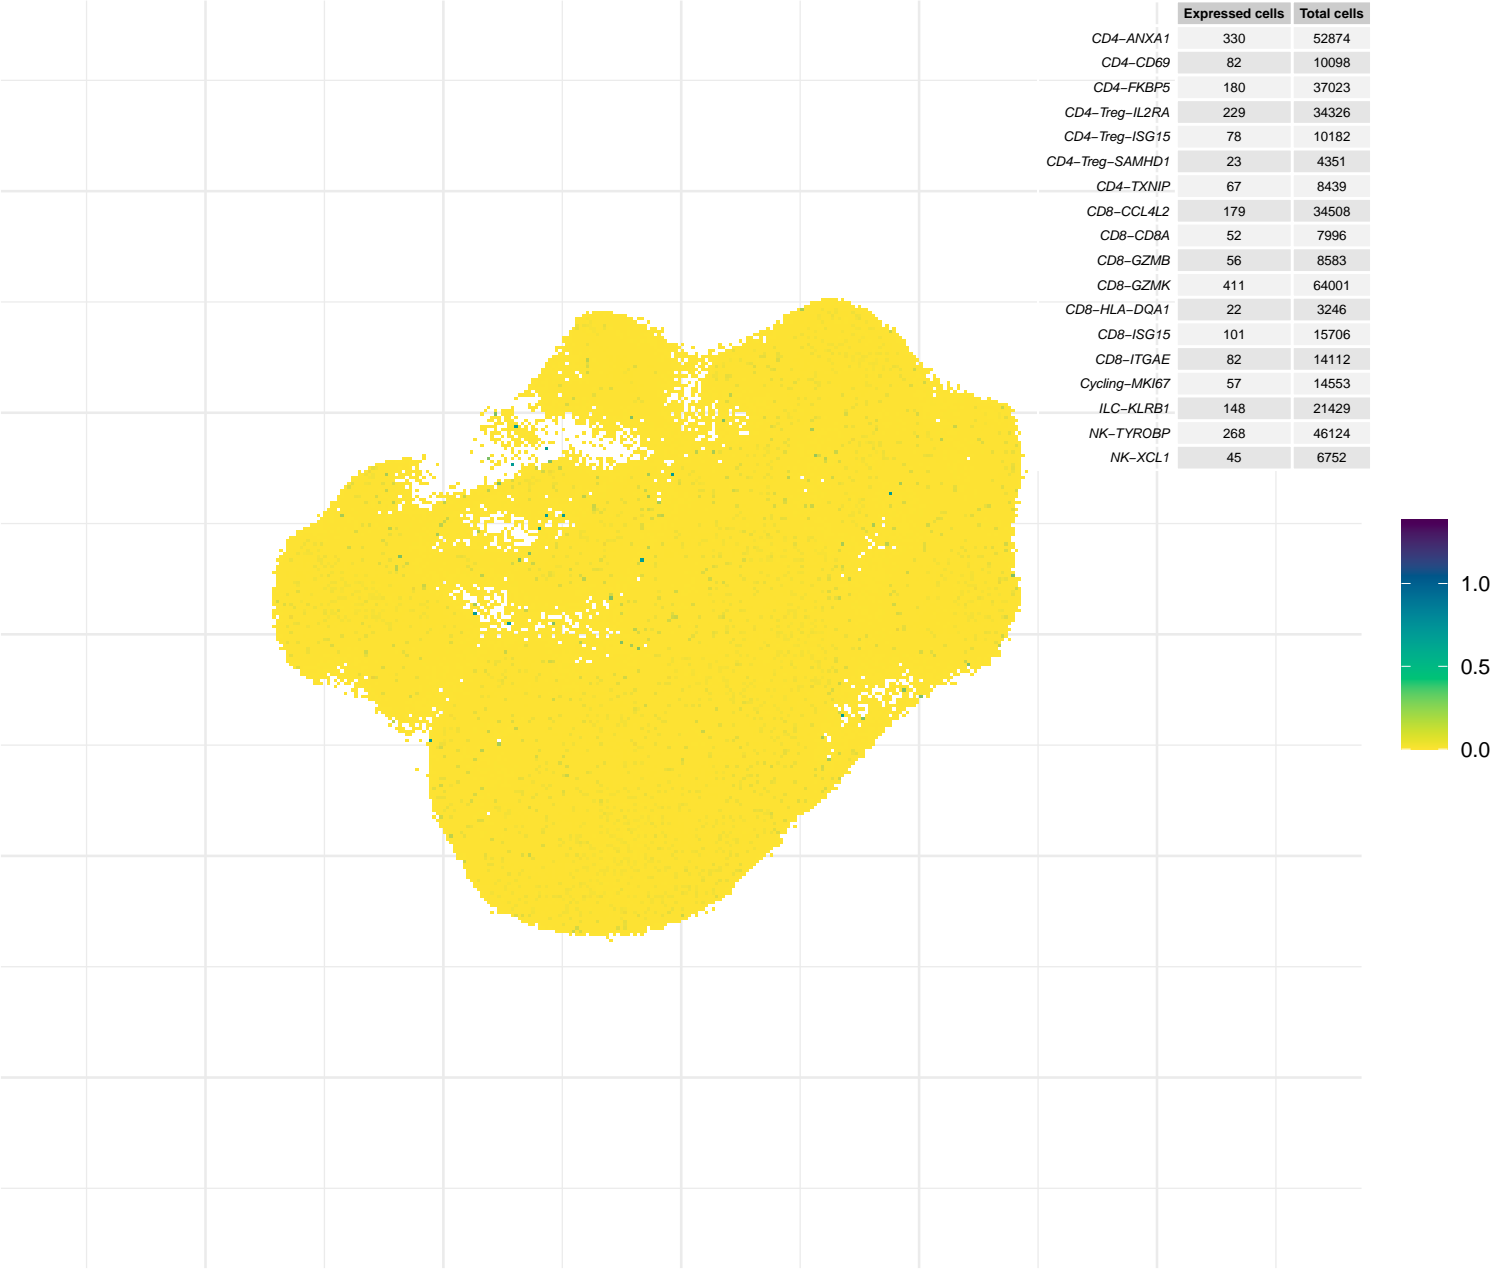 Expressed cells Total cells
CD4−ANXA1 330 52874
CD4−CD69 82 10098
CD4−FKBP5 180 37023
CD4−Treg−IL2RA 229 34326
CD4−Treg−ISG15 78 10182
CD4−Treg−SAMHD1 23 4351
CD4−TXNIP 67 8439
CD8−CCL4L2 179 34508
CD8−CD8A 52 7996
CD8−GZMB 56 8583
CD8−GZMK 411 64001
CD8−HLA−DQA1 22 3246
CD8−ISG15 101 15706
CD8−ITGAE 82 14112
Cycling−MKI67 57 14553
ILC−KLRB1 148 21429
NK−TYROBP 268 46124
NK−XCL1 45 6752
1.0
0.5
0.0